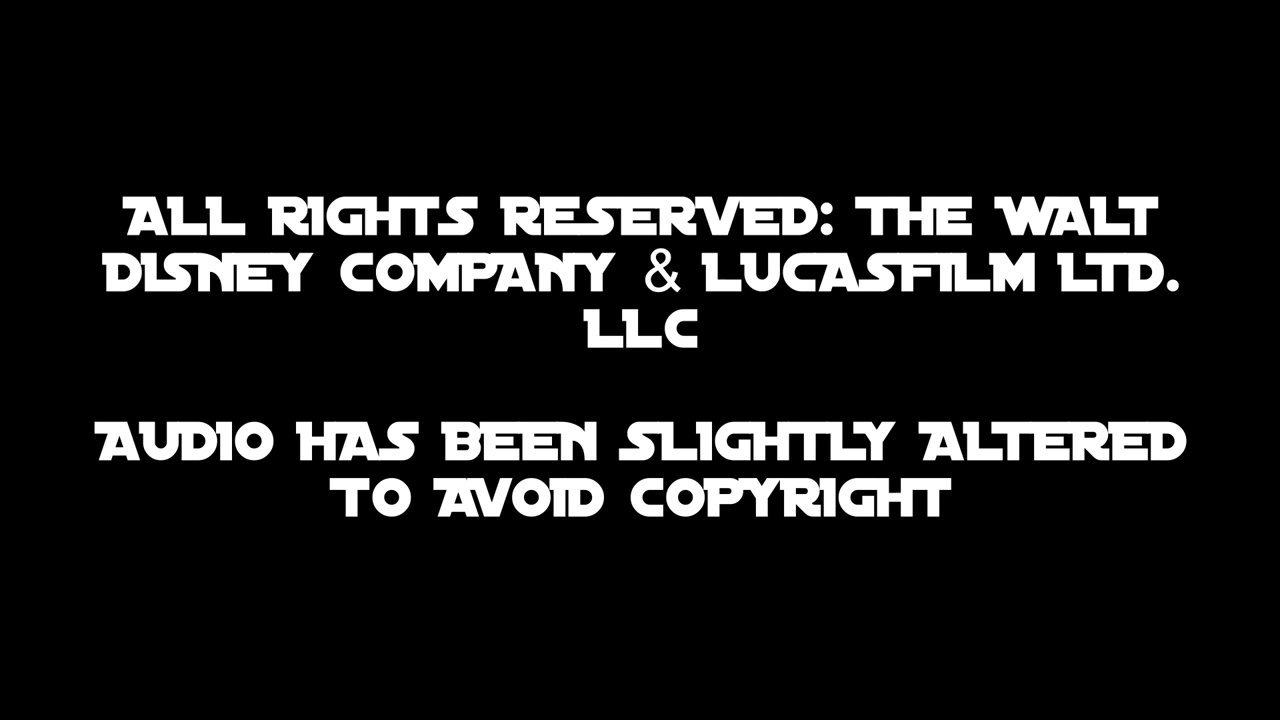 ALL RIGHTS RESERVED: THE WALT
DISNEY COMPANY & LUCASFILM LTD.
LLC
AUDIO HAS BEEN SLIGHTLY ALTERED
TO AVOID COPYRIGHT